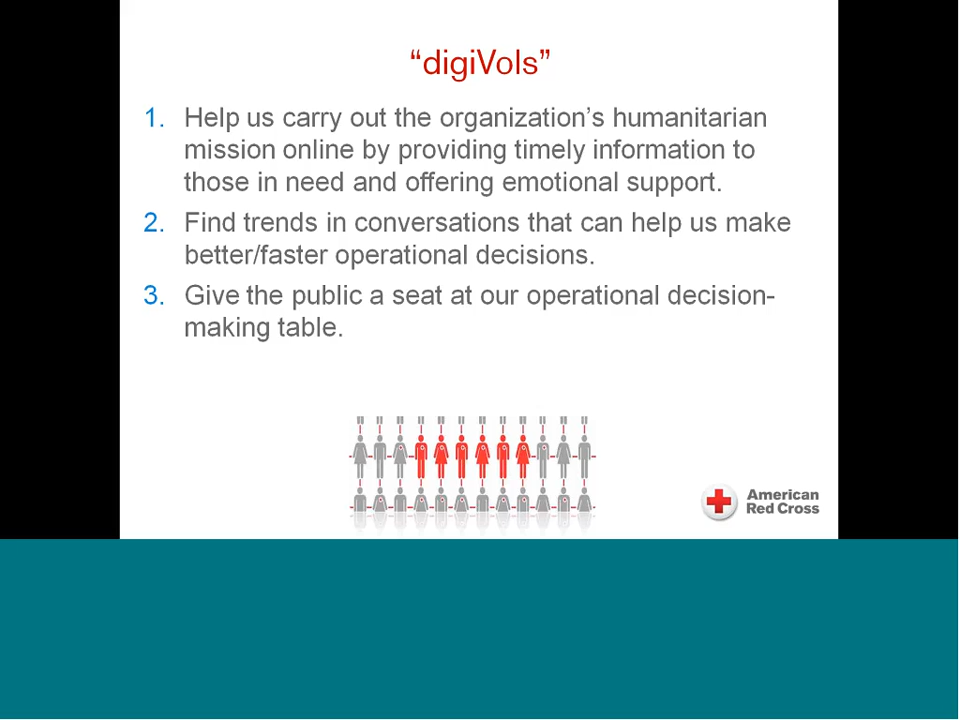 “digiVols”
1. Help us carry out the organization’s humanitarian
mission online by providing timely information to
those in need and offering emotional support.
2. Find trends in conversations that can help us make
better/faster operational decisions.
3. Give the public a seat at our operational decision-
making table.
American
Red Cross